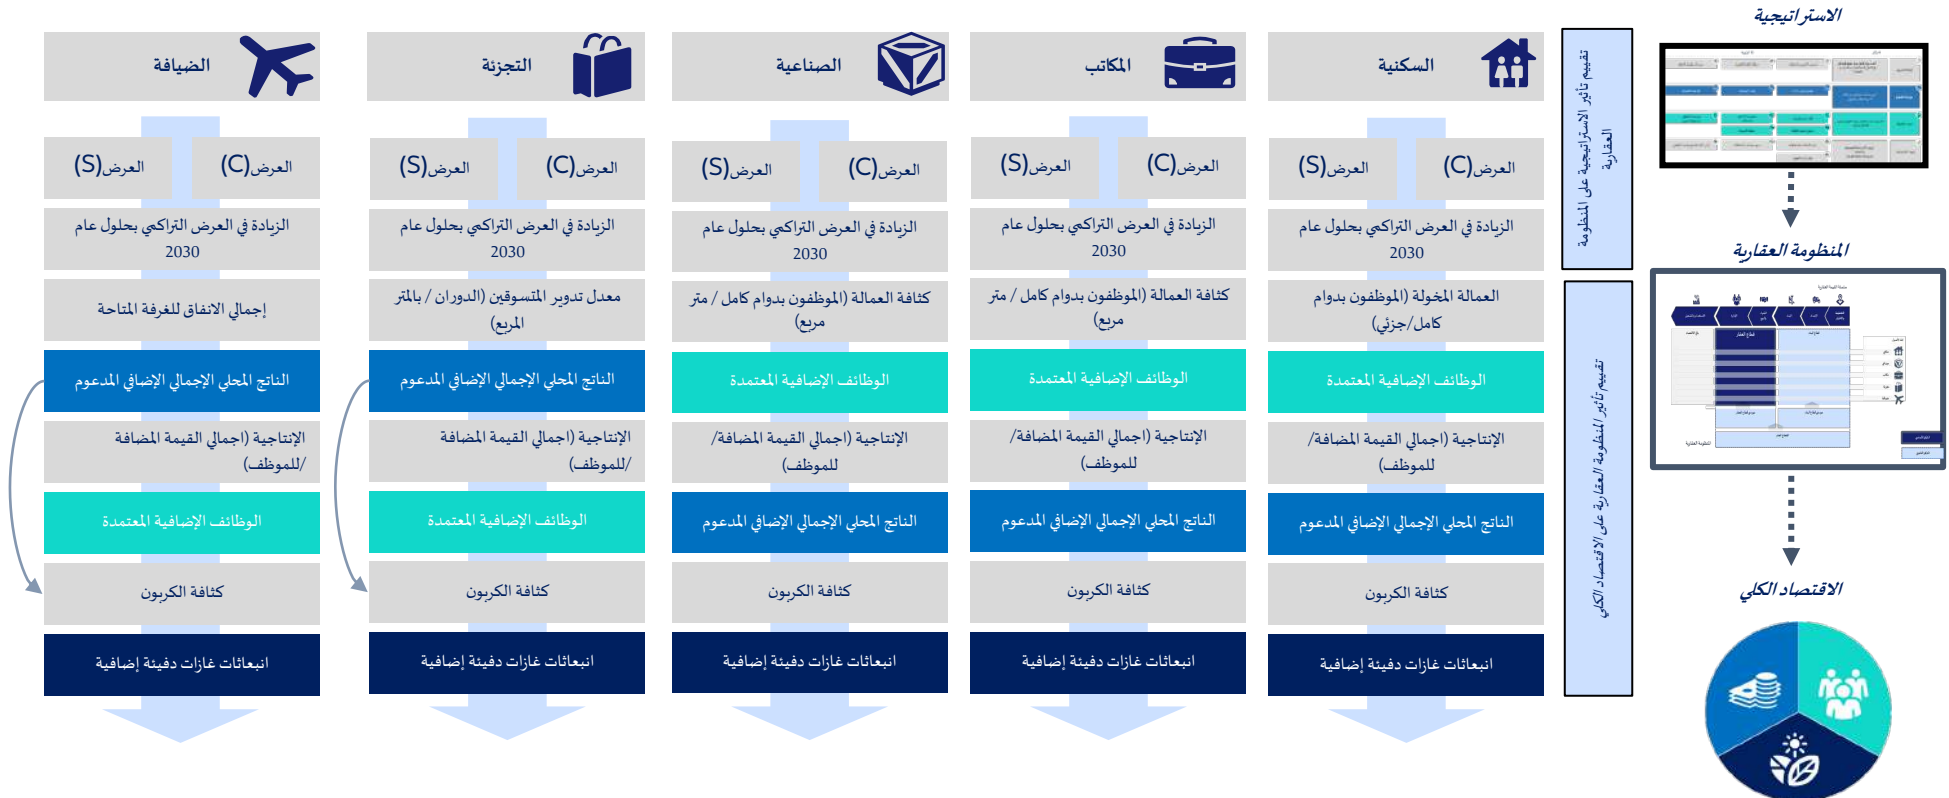 الاستراتيجية
المنظومة العقارية
الاقتصاد الكلي
تقييم تأثير الاستراتيجية على المنظومة
العقارية
تقييم تأثير المنظومة العقارية على الاقتصاد الكلي
السكنية
العرض(C)
العرض(S)
الزيادة في العرض التراكمي بحلول عام
2030
العمالة المخولة (الموظفون بدوام
كامل/جزئي)
الوظائف الإضافية المعتمدة
الإنتاجية (اجمالي القيمة المضافة/
للموظف)
الناتج المحلي الإجمالي الإضافي المدعوم
كثافة الكربون
انبعاثات غازات دفيئة إضافية
المكاتب
العرض(C)
العرض(S)
الزيادة في العرض التراكمي بحلول عام
2030
كثافة العمالة (الموظفون بدوام كامل / متر
مربع)
الوظائف الإضافية المعتمدة
الإنتاجية (اجمالي القيمة المضافة/
للموظف)
الناتج المحلي الإجمالي الإضافي المدعوم
كثافة الكربون
انبعاثات غازات دفيئة إضافية
الصناعية
العرض(C)
العرض(S)
الزيادة في العرض التراكمي بحلول عام
2030
كثافة العمالة (الموظفون بدوام كامل / متر
مربع)
الوظائف الإضافية المعتمدة
الإنتاجية (اجمالي القيمة المضافة/
للموظف)
الناتج المحلي الإجمالي الإضافي المدعوم
كثافة الكربون
انبعاثات غازات دفيئة إضافية
التجزئة
العرض(C)
العرض(S)
الزيادة في العرض التراكمي بحلول عام
2030
معدل تدوير المتسوقين (الدوران / بالمتر
المربع)
الناتج المحلي الإجمالي الإضافي المدعوم
الإنتاجية (اجمالي القيمة المضافة
/للموظف)
الوظائف الإضافية المعتمدة
كثافة الكربون
انبعاثات غازات دفيئة إضافية
الضيافة
العرض(C)
العرض(S)
الزيادة في العرض التراكمي بحلول عام
2030
إجمالي الانفاق للغرفة المتاحة
الناتج المحلي الإجمالي الإضافي المدعوم
الإنتاجية (اجمالي القيمة المضافة
/للموظف)
الوظائف الإضافية المعتمدة
كثافة الكربون
انبعاثات غازات دفيئة إضافية